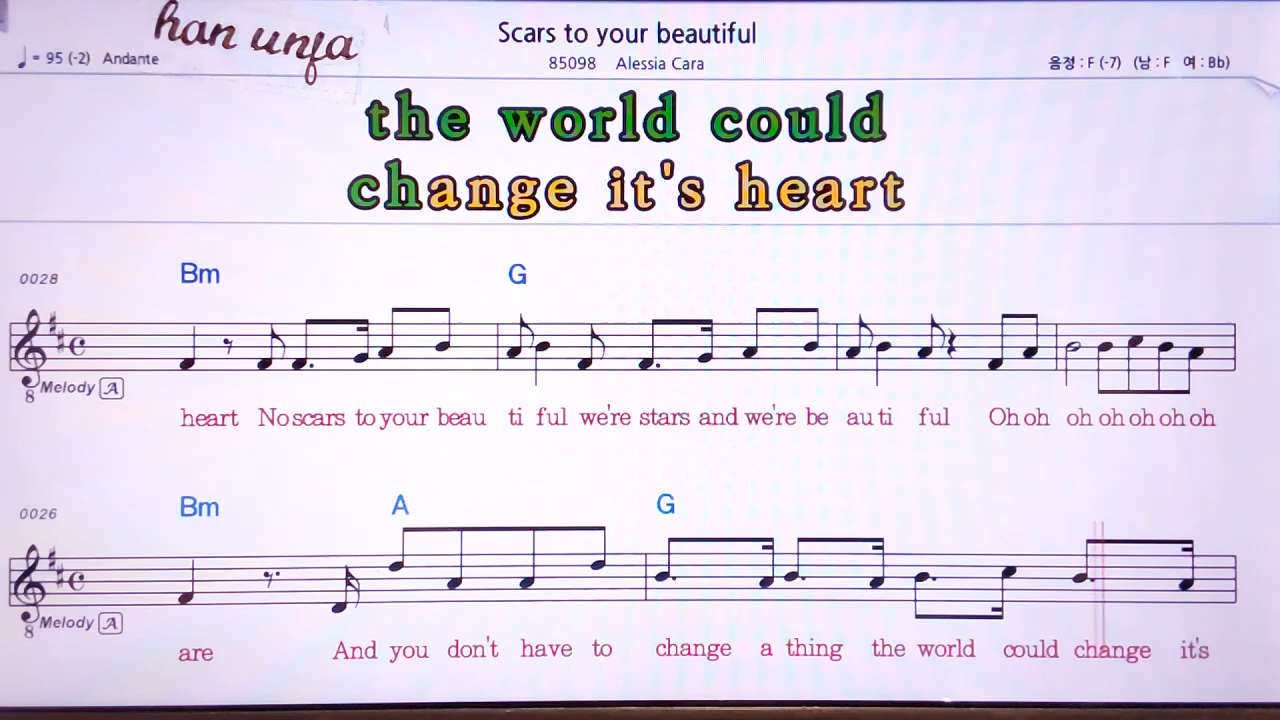 han unja
Scars to your beautiful
♩ = 95 (-2) Andante
85098 Alessia Cara
음정 : F (-7) (남 : F 여 : Bb)
the world could
change it's heart
0028
Bm G
8 Melody A
heart No scars to your beau ti ful we're stars and we're be au ti ful Oh oh oh oh oh oh oh
0026
Bm A G
8 Melody A
are And you don't have to change a thing the world could change it's